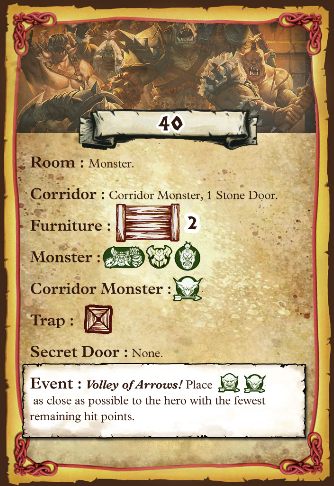 40
Room : Monster.
Corridor : Corridor Monster, 1 Stone Door.
Furniture : 2
Monster :
Corridor Monster :
Trap :
Secret Door : None.
Event : Volley of Arrows! Place
as close as possible to the hero with the fewest
remaining hit points.